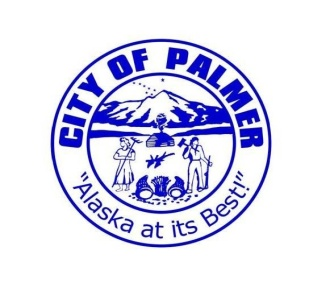 CITY OF PALMER
"Alaska at its Best!"